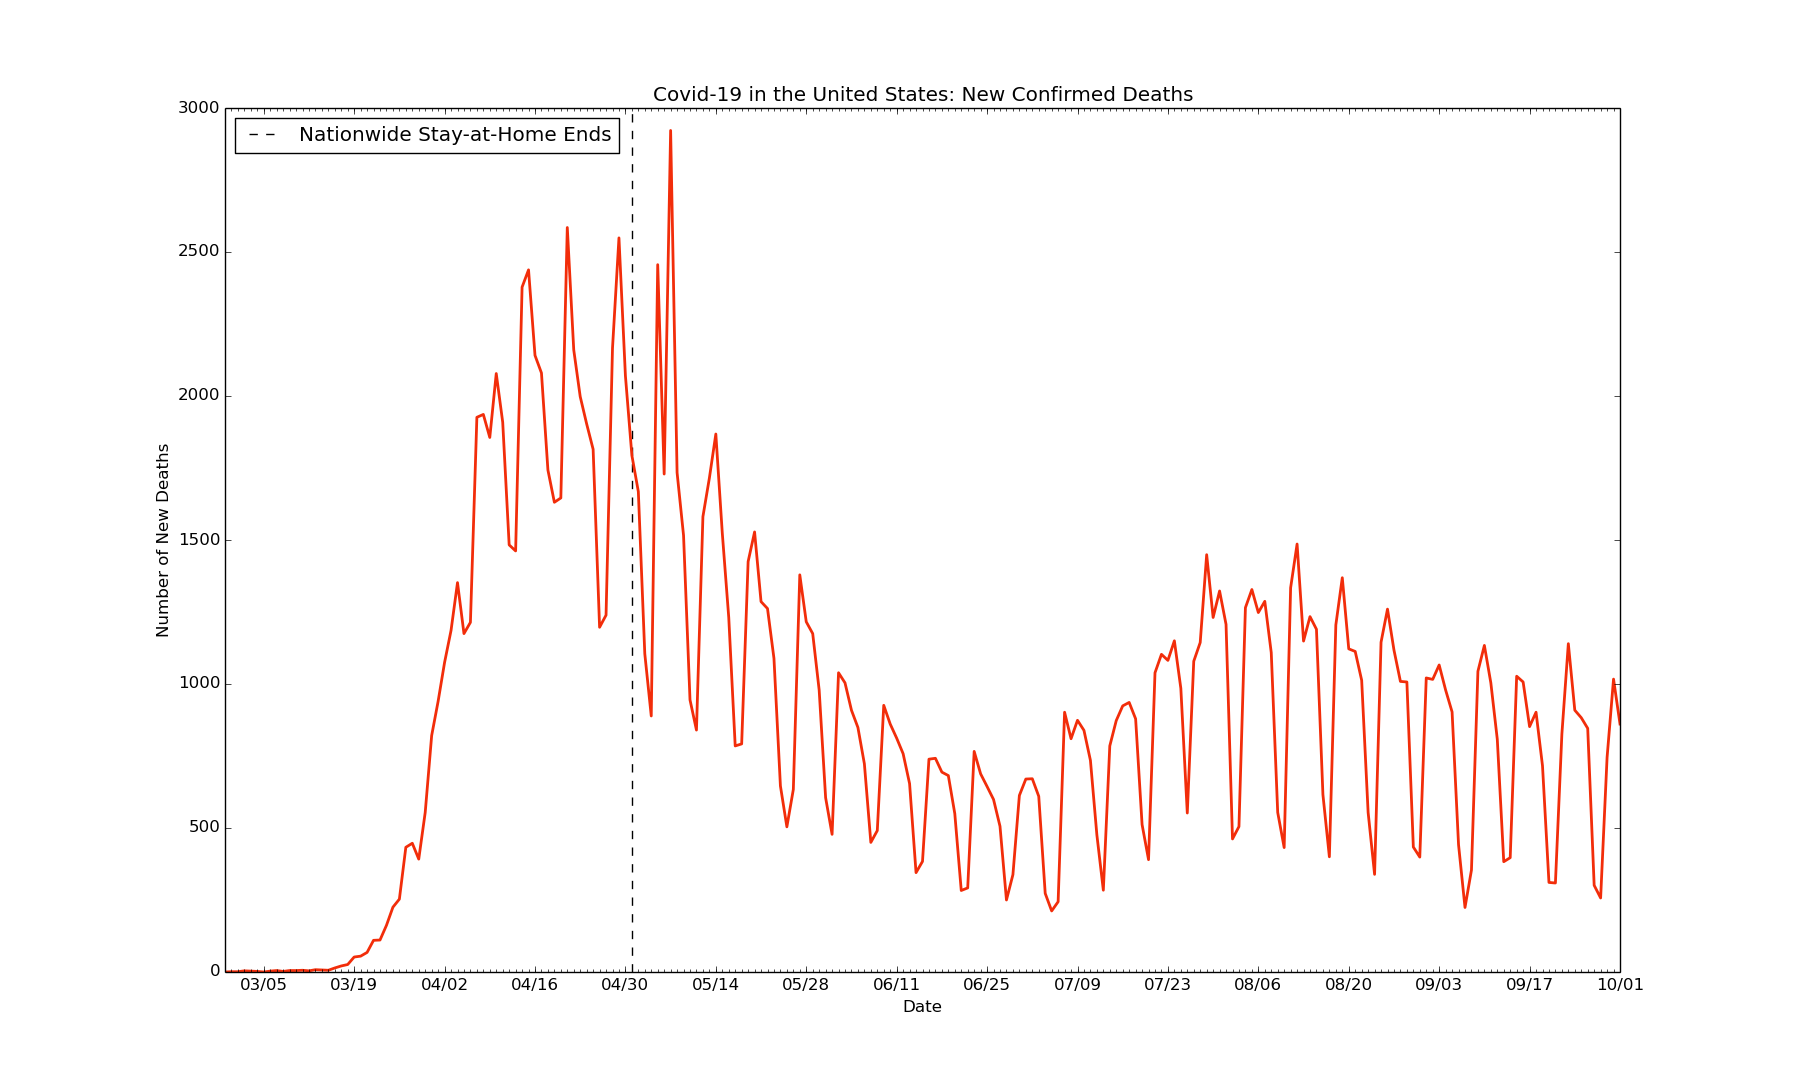 Covid-19 in the United States: New Confirmed Deaths
Nationwide Stay-at-Home Ends
Number of New Deaths
3000
2500
2000
1500
1000
500
0
03/05 03/19 04/02 04/16 04/30 05/14 05/28 06/11 06/25 07/09 07/23 08/06 08/20 09/03 09/17 10/01
Date